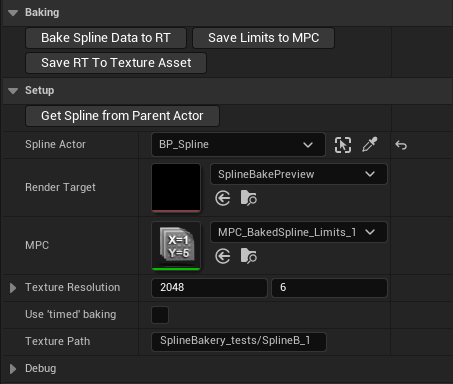 Baking
Bake Spline Data to RT Save Limits to MPC
Save RT To Texture Asset
Setup
Get Spline from Parent Actor
Spline Actor BP_Spline
Render Target SplineBakePreview
MPC X=1 Y=5 MPC_BakedSpline_Limits_1
Texture Resolution 2048 6
Use 'timed' baking
Texture Path SplineBakery_tests/SplineB_1
Debug